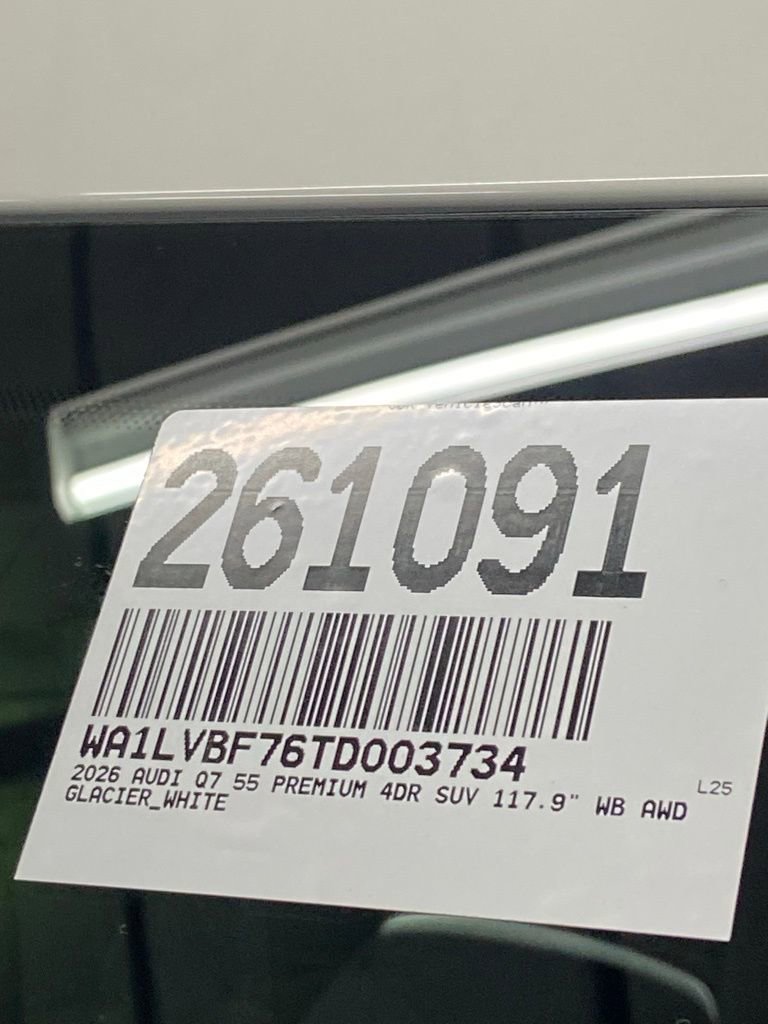 261091
WA1LVBF76TD003734
2026 AUDI Q7 55 PREMIUM 4DR SUV 117.9" WB AWD L25
GLACIER_WHITE